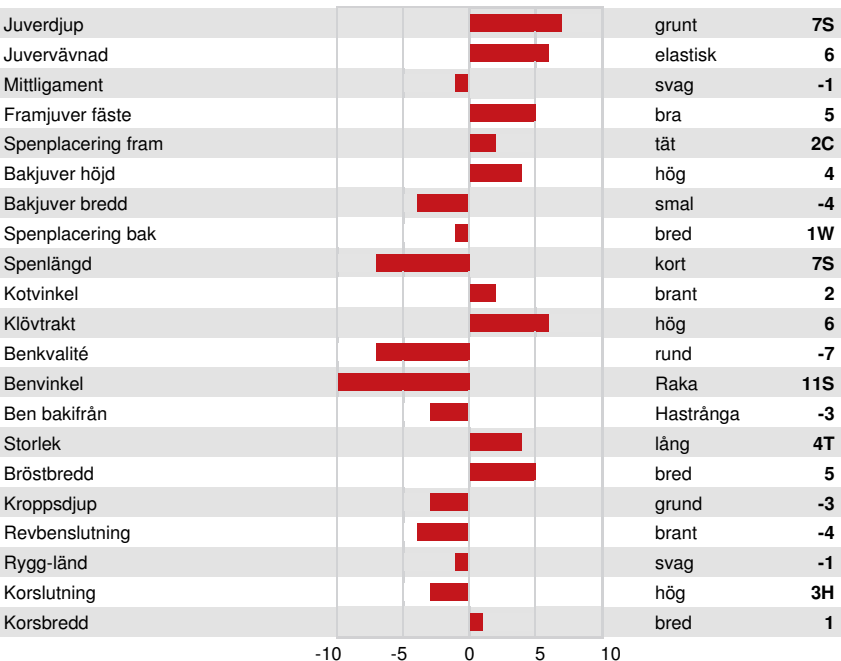 Juverdjup grunt 7S
Juvervävnad elastisk 6
Mittligament svag -1
Framjuver fäste bra 5
Spenplacering fram tät 2C
Bakjuver höjd hög 4
Bakjuver bredd smal -4
Spenplacering bak bred 1W
Spenlängd kort 7S
Kotvinkel brant 2
Klövtrakt hög 6
Benkvalité rund -7
Benvinkel Raka 11S
Ben bakifrån Hastrånga -3
Storlek lång 4T
Bröstbredd bred 5
Kroppsdjup grund -3
Revbenslutning brant -4
Rygg-länd svag -1
Korslutning hög 3H
Korsbredd bred 1
-10 -5 0 5 10